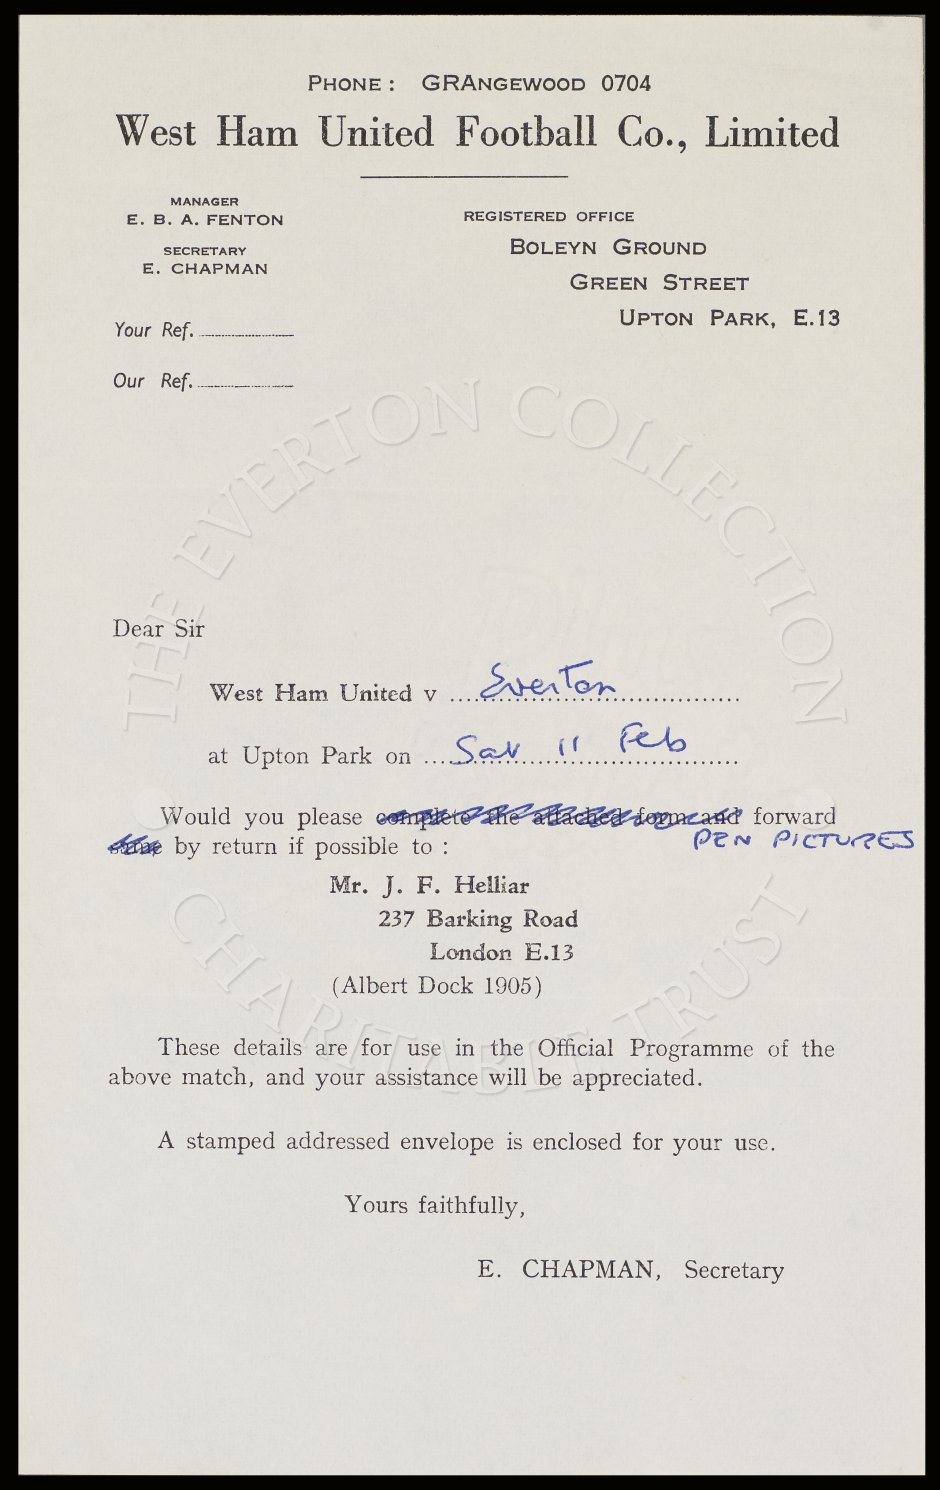 PHONE : GRANGEWOOD 0704
West Ham United Football Co., Limited
MANAGER
E. B. A. FENTON
SECRETARY
E. CHAPMAN
REGISTERED OFFICE
BOLEYN GROUND
GREEN STREET
UPTON PARK, E.13
Your Ref.
Our Ref.
THE EVERTON COLLECTION
Dear Sir
West Ham United v ....Everton....
at Upton Park on ....Sat 11 Feb....
Would you please complete the attached form and forward
same by return if possible to : PEN PICTURES
Mr. J. F. Helliar
237 Barking Road
London E.13
(Albert Dock 1905)
CHARITABLE TRUST
These details are for use in the Official Programme of the
above match, and your assistance will be appreciated.
A stamped addressed envelope is enclosed for your use.
Yours faithfully,
E. CHAPMAN, Secretary